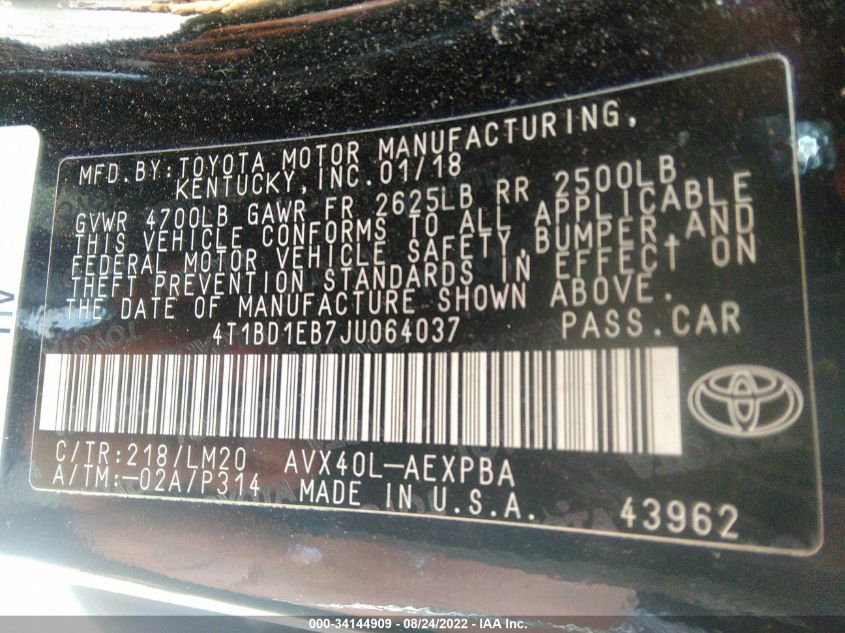 MFD.BY:TOYOTA MOTOR MANUFACTURING,
KENTUCKY,INC.01/18
GVWR 4700LB GAWR FR 2625LB RR 2500LB
THIS VEHICLE CONFORMS TO ALL APPLICABLE
FEDERAL MOTOR VEHICLE SAFETY,BUMPER,AND
THEFT PREVENTION STANDARDS IN EFFECT ON
THE DATE OF MANUFACTURE SHOWN ABOVE.
4T1BD1EB7JU064037 PASS.CAR
C/TR:218/LM20 AVX40L-AEXPBA
A/TM:-02A/P314 MADE IN U.S.A. 43962
000-34144909 - 08/24/2022 - IAA Inc.